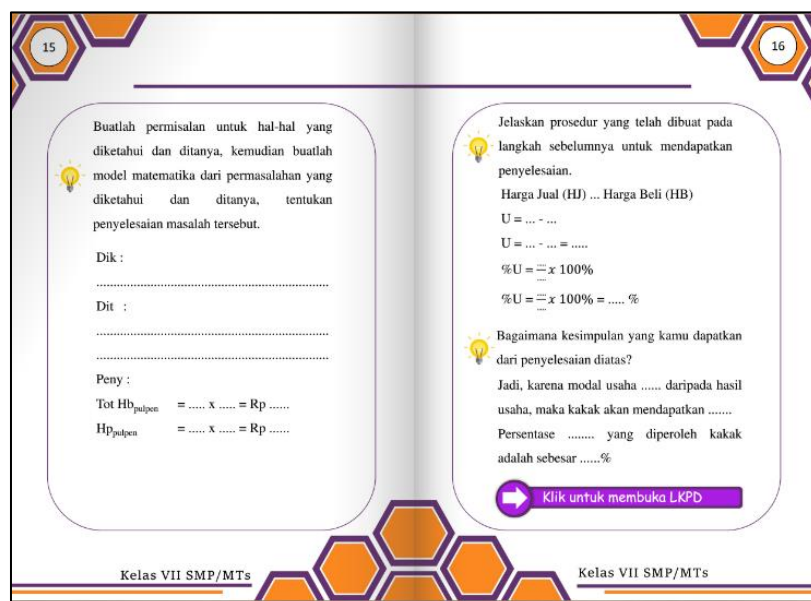 15
Buatlah permisalan untuk hal-hal yang
diketahui dan ditanya, kemudian buatlah
model matematika dari permasalahan yang
diketahui dan ditanya, tentukan
penyelesaian masalah tersebut.
Dik :
................................................................
Dit :
................................................................
................................................................
Peny :
Tot Hb pulpen = ..... x ..... = Rp ......
Hp pulpen = ..... x ..... = Rp ......
Kelas VII SMP/MTs
16
Jelaskan prosedur yang telah dibuat pada
langkah sebelumnya untuk mendapatkan
penyelesaian.
Harga Jual (HJ) ... Harga Beli (HB)
U = ... - ...
U = ... - ... = .....
%U = ..../.... x 100%
%U = ..../.... x 100% = ..... %
Bagaimana kesimpulan yang kamu dapatkan
dari penyelesaian diatas?
Jadi, karena modal usaha ...... daripada hasil
usaha, maka kakak akan mendapatkan .......
Persentase ........ yang diperoleh kakak
adalah sebesar ......%
Klik untuk membuka LKPD
Kelas VII SMP/MTs